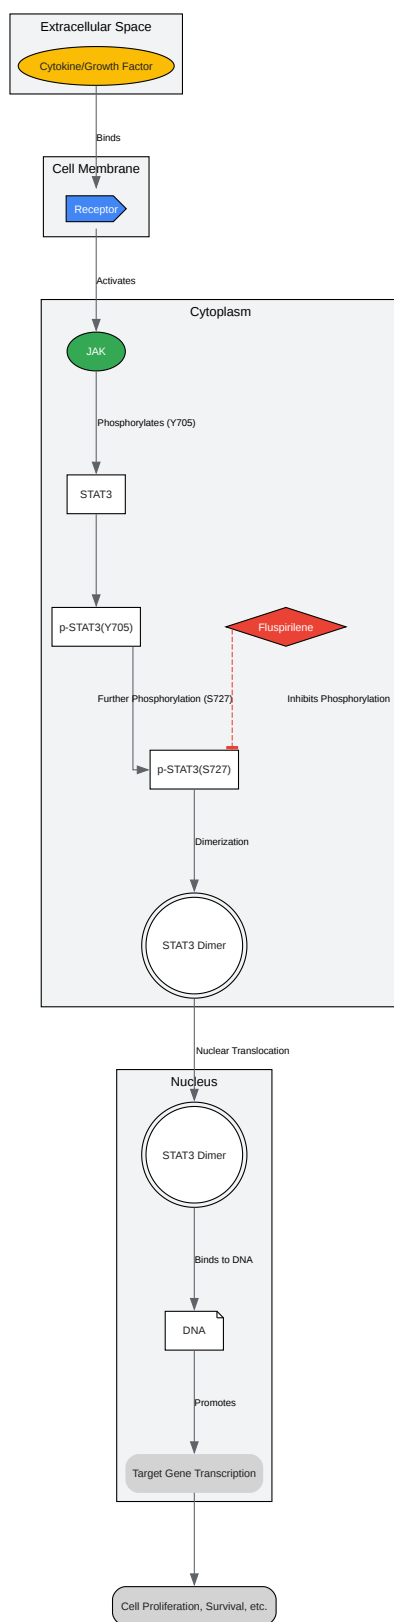 Extracellular Space
Cytokine/Growth Factor
Binds
Cell Membrane
Receptor
Activates
Cytoplasm
JAK
Phosphorylates (Y705)
STAT3
p-STAT3(Y705)
Fluspirilene
Further Phosphorylation (S727)
Inhibits Phosphorylation
p-STAT3(S727)
Dimerization
STAT3 Dimer
Nuclear Translocation
Nucleus
STAT3 Dimer
Binds to DNA
DNA
Promotes
Target Gene Transcription
Cell Proliferation, Survival, etc.